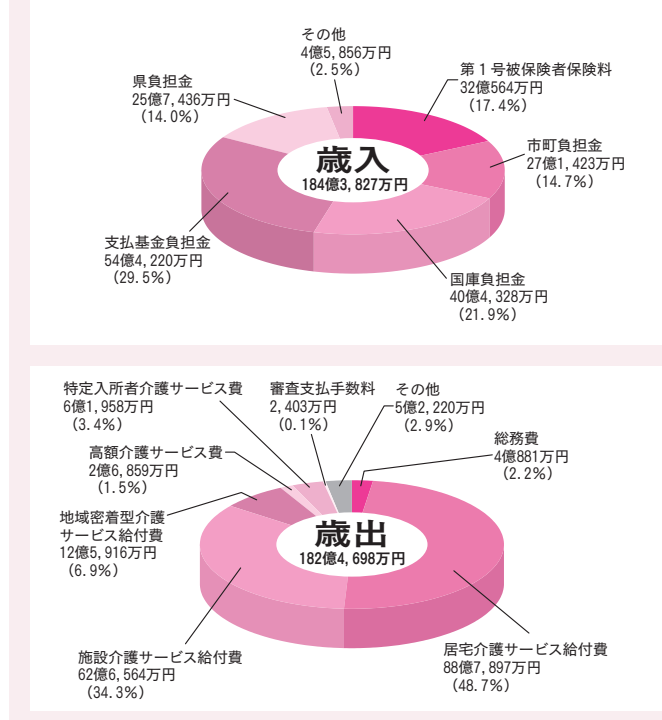 その他
4億5,856万円
(2.5%)
県負担金
25億7,436万円
(14.0%)
第1号被保険者保険料
32億564万円
(17.4%)
市町負担金
27億1,423万円
(14.7%)
歳入
184億3,827万円
支払基金負担金
54億4,220万円
(29.5%)
国庫負担金
40億4,328万円
(21.9%)
特定入所者介護サービス費
6億1,958万円
(3.4%)
審査支払手数料
2,403万円
(0.1%)
その他
5億2,220万円
(2.9%)
総務費
4億881万円
(2.2%)
高額介護サービス費
2億6,859万円
(1.5%)
地域密着型介護
サービス給付費
12億5,916万円
(6.9%)
歳出
182億4,698万円
施設介護サービス給付費
62億6,564万円
(34.3%)
居宅介護サービス給付費
88億7,897万円
(48.7%)